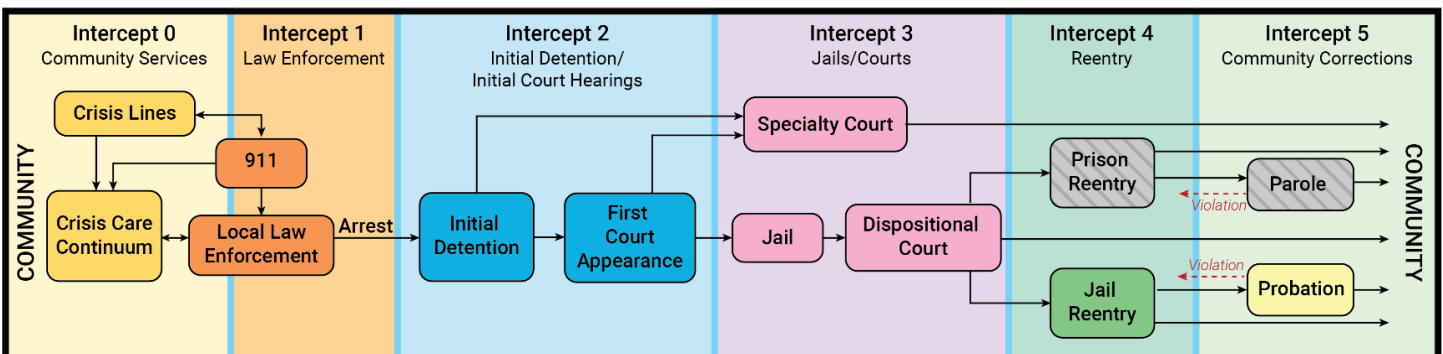 Intercept 0
Community Services
Intercept 1
Law Enforcement
Intercept 2
Initial Detention/
Initial Court Hearings
Intercept 3
Jails/Courts
Intercept 4
Reentry
Intercept 5
Community Corrections
COMMUNITY
Crisis Lines
911
Crisis Care
Continuum
Local Law
Enforcement
Arrest
Initial
Detention
First
Court
Appearance
Specialty Court
Jail
Dispositional
Court
Prison
Reentry
Parole
Violation
Jail
Reentry
Violation
Probation
COMMUNITY